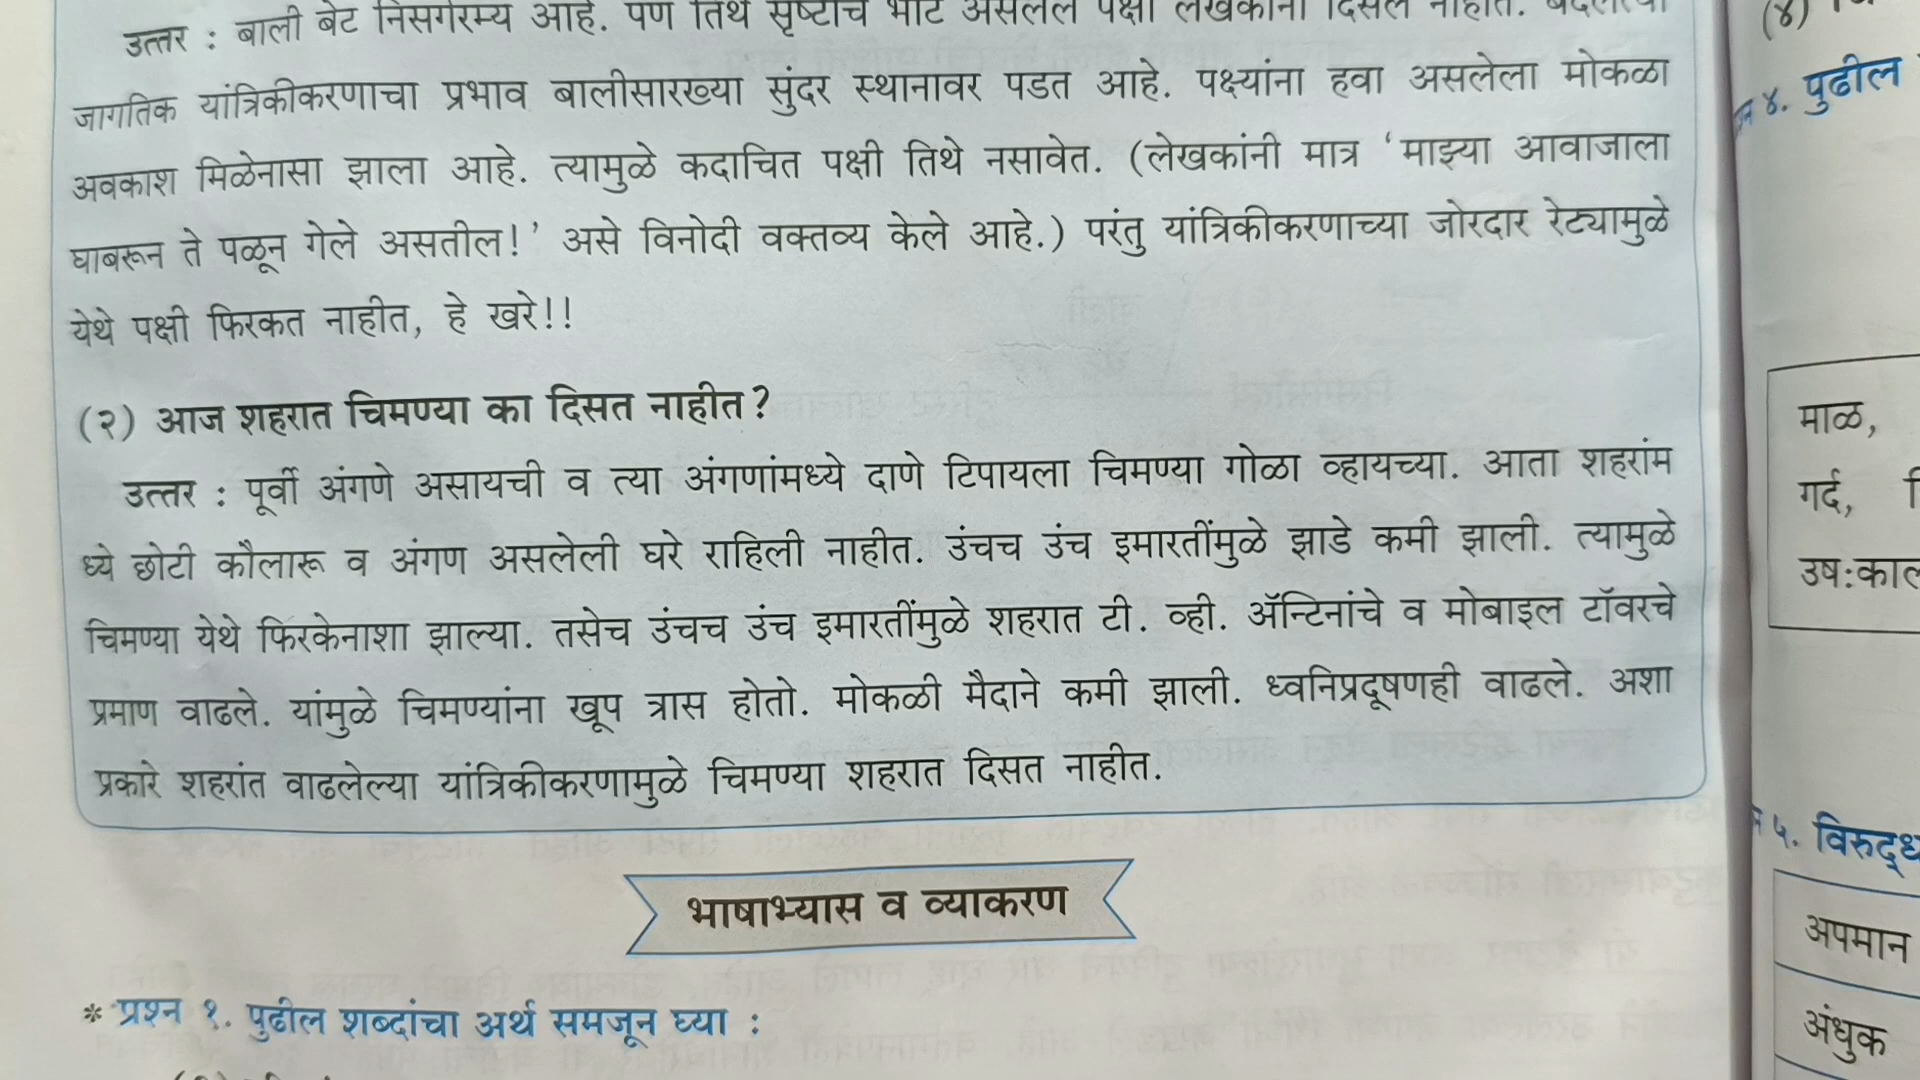 उत्तर : बाली बेट निसर्गरम्य आहे. पण तिथे सृष्टीचे भाट असलेले पक्षी लेखकांना दिसले नाहीत.
जागतिक यांत्रिकीकरणाचा प्रभाव बालीसारख्या सुंदर स्थानावर पडत आहे. पक्ष्यांना हवा असलेला मोकळा
अवकाश मिळेनासा झाला आहे. त्यामुळे कदाचित पक्षी तिथे नसावेत. (लेखकांनी मात्र ‘माझ्या आवाजाला
घाबरून ते पळून गेले असतील!’ असे विनोदी वक्तव्य केले आहे.) परंतु यांत्रिकीकरणाच्या जोरदार रेट्यामुळे
येथे पक्षी फिरकत नाहीत, हे खरे!!
(२) आज शहरात चिमण्या का दिसत नाहीत?
उत्तर : पूर्वी अंगणे असायची व त्या अंगणांमध्ये दाणे टिपायला चिमण्या गोळा व्हायच्या. आता शहरांम
ध्ये छोटी कौलारू व अंगण असलेली घरे राहिली नाहीत. उंचच उंच इमारतींमुळे झाडे कमी झाली. त्यामुळे
चिमण्या येथे फिरकेनाशा झाल्या. तसेच उंचच उंच इमारतींमुळे शहरात टी. व्ही. अ‍ॅन्टिनांचे व मोबाइल टॉवरचे
प्रमाण वाढले. यांमुळे चिमण्यांना खूप त्रास होतो. मोकळी मैदाने कमी झाली. ध्वनिप्रदूषणही वाढले. अशा
प्रकारे शहरांत वाढलेल्या यांत्रिकीकरणामुळे चिमण्या शहरात दिसत नाहीत.
भाषाभ्यास व व्याकरण
* प्रश्न १. पुढील शब्दांचा अर्थ समजून घ्या :
(४)
४. पुढील
माळ,
गर्द,
उष:काल
५. विरुद्ध
अपमान
अंधुक